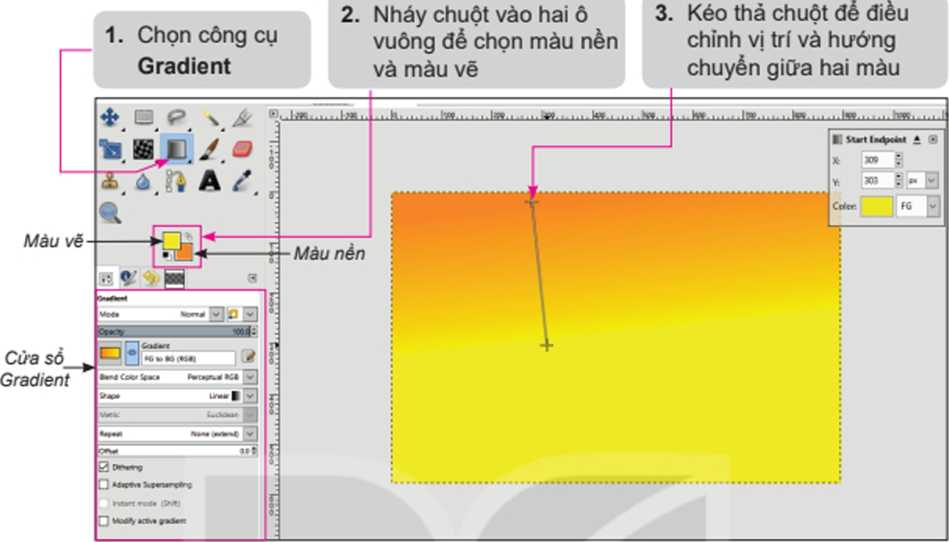 1. Chọn công cụ
Gradient
2. Nháy chuột vào hai ô
vuông để chọn màu nền
và màu vẽ
3. Kéo thả chuột để điều
chỉnh vị trí và hướng
chuyển giữa hai màu
Start Endpoint
X: 309
Y: 303 px
Color: FG
Màu vẽ
Màu nền
Cửa sổ
Gradient
Gradient
Mode Normal
Opacity 100.0
Gradient
FG to BG (RGB)
Blend Color Space Perceptual RGB
Shape Linear
Metric Euclidean
Repeat None (extend)
Offset 0.0
Dithering
Adaptive Supersampling
Instant mode (Shift)
Modify active gradient